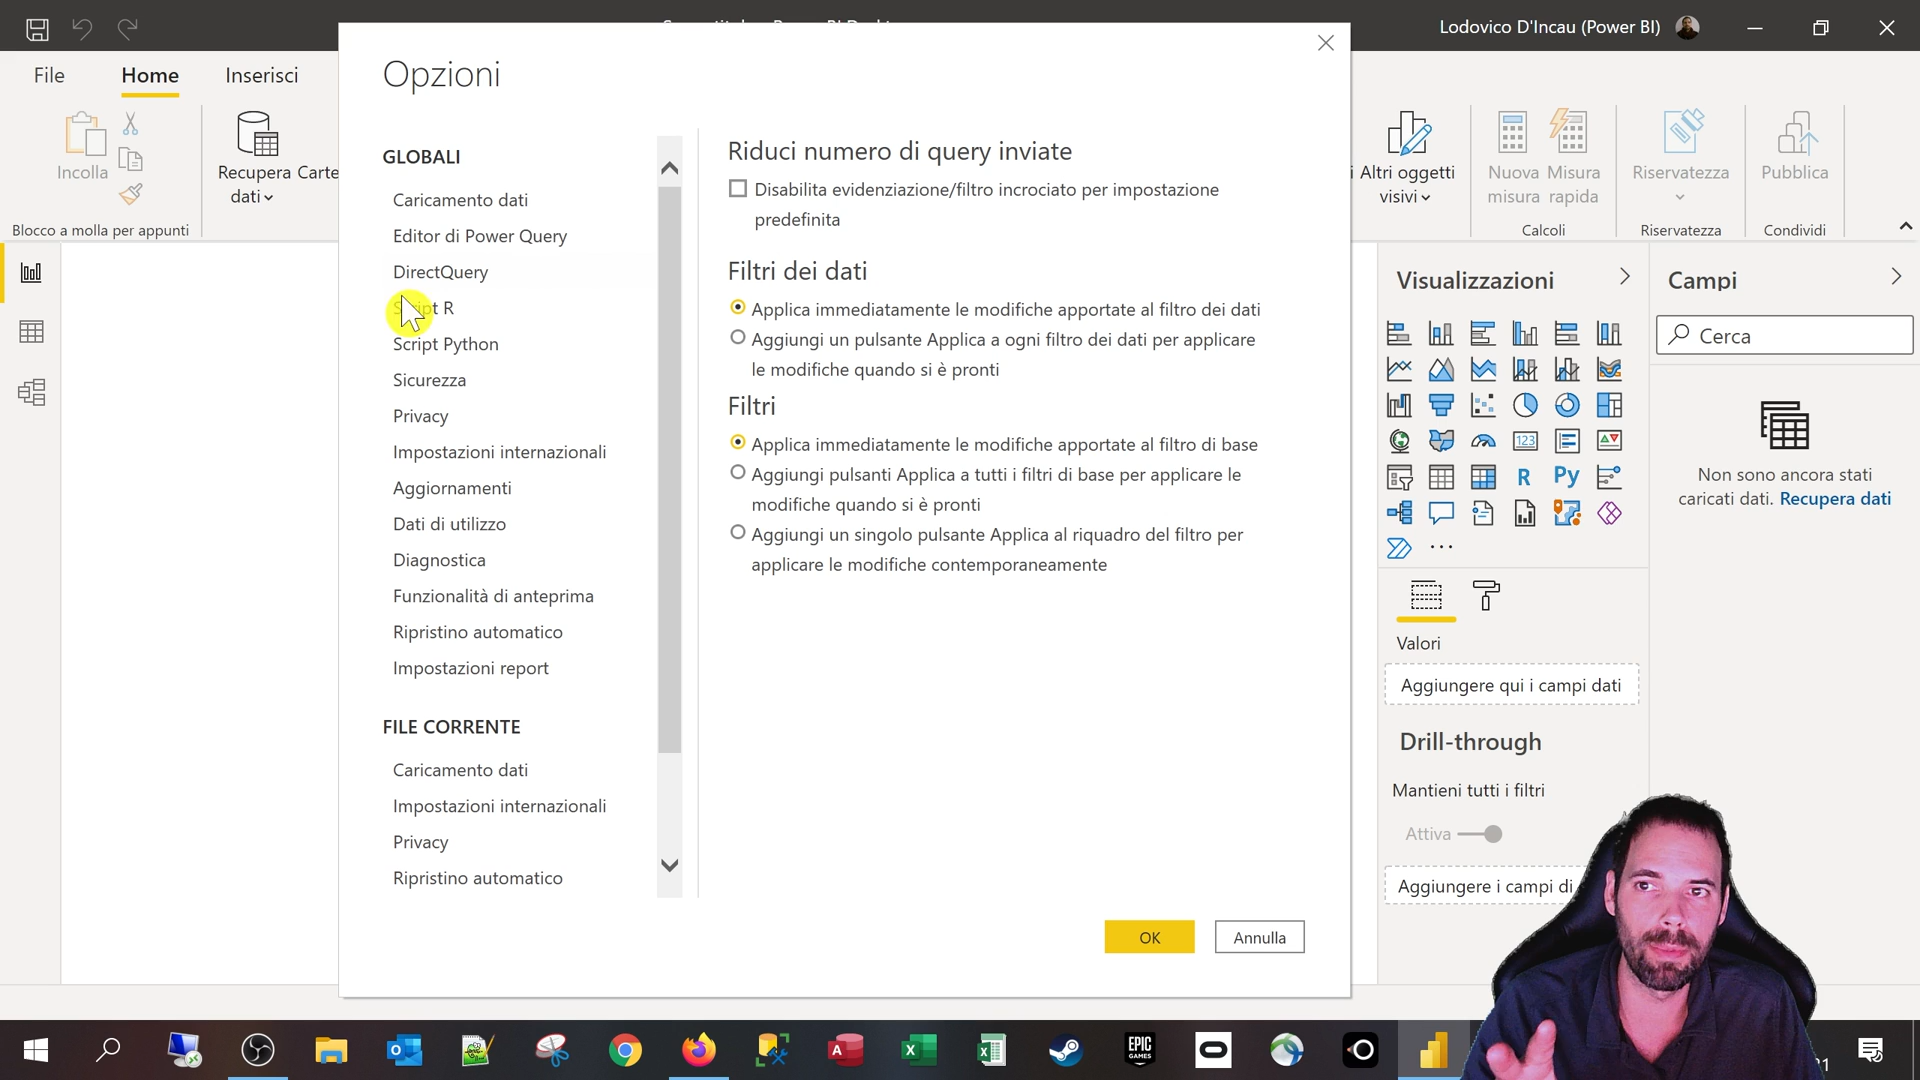 Lodovico D'Incau (Power BI)
File
Home
Inserisci
Incolla
Recupera
dati
Carte
Blocco a molla per appunti
Altri oggetti
visivi
Nuova
misura
Misura
rapida
Calcoli
Riservatezza
Riservatezza
Pubblica
Condividi
Opzioni
GLOBALI
Caricamento dati
Editor di Power Query
DirectQuery
Script R
Script Python
Sicurezza
Privacy
Impostazioni internazionali
Aggiornamenti
Dati di utilizzo
Diagnostica
Funzionalità di anteprima
Ripristino automatico
Impostazioni report
FILE CORRENTE
Caricamento dati
Impostazioni internazionali
Privacy
Ripristino automatico
Riduci numero di query inviate
Disabilita evidenziazione/filtro incrociato per impostazione
predefinita
Filtri dei dati
Applica immediatamente le modifiche apportate al filtro dei dati
Aggiungi un pulsante Applica a ogni filtro dei dati per applicare
le modifiche quando si è pronti
Filtri
Applica immediatamente le modifiche apportate al filtro di base
Aggiungi pulsanti Applica a tutti i filtri di base per applicare le
modifiche quando si è pronti
Aggiungi un singolo pulsante Applica al riquadro del filtro per
applicare le modifiche contemporaneamente
OK
Annulla
Visualizzazioni
123
R
Py
Valori
Aggiungere qui i campi dati
Drill-through
Mantieni tutti i filtri
Attiva
Aggiungere i campi di
Campi
Cerca
Non sono ancora stati
caricati dati. Recupera dati
EPIC
GAMES